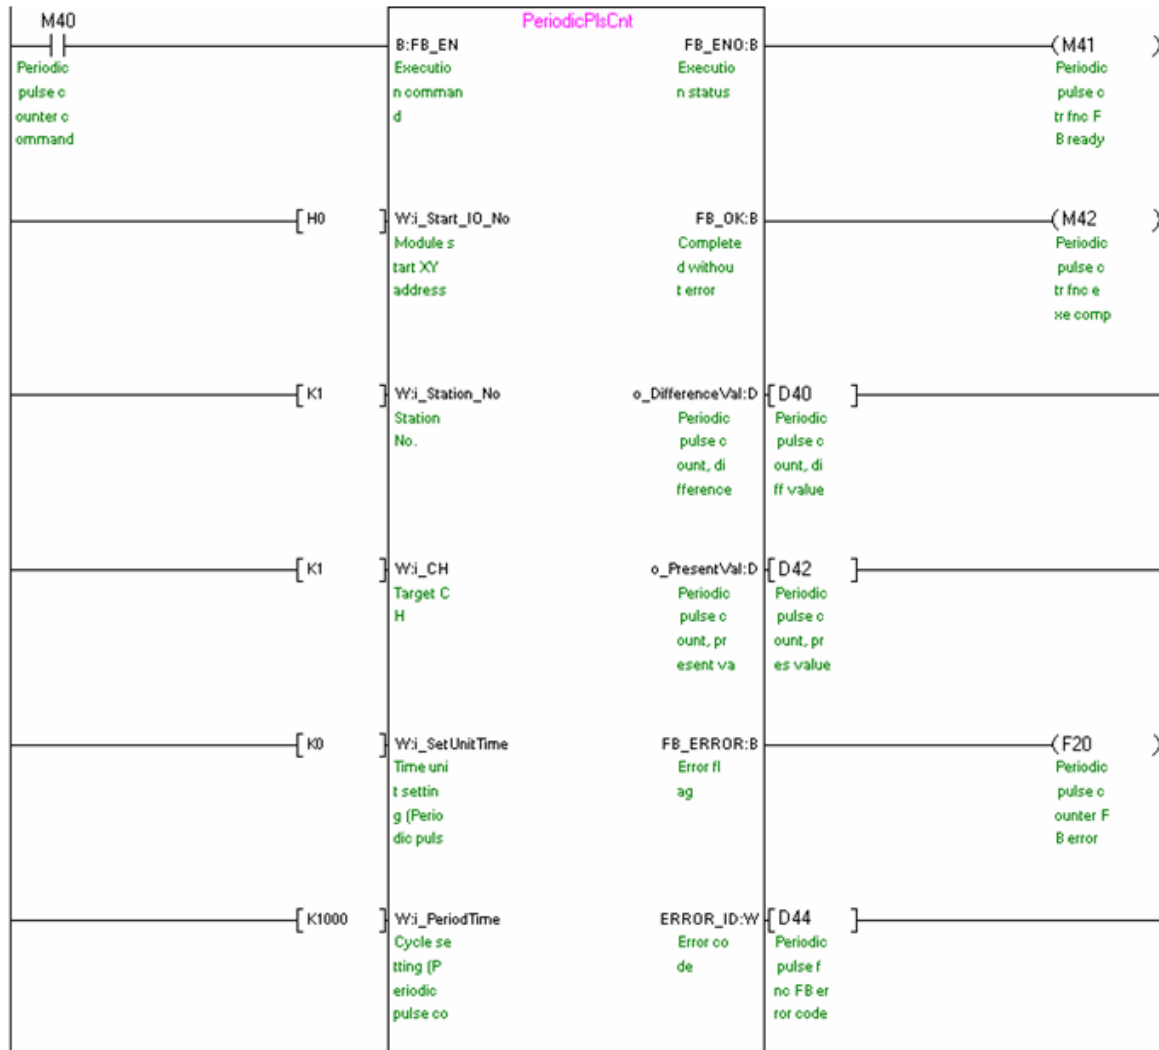 M40
PeriodicPlsCnt
B:FB_EN
FB_ENO:B
(M41 )
Periodic
pulse c
ounter c
ommand
Executio
n comman
d
Executio
n status
Periodic
pulse c
tr fnc F
B ready
[ H0 ]
W:i_Start_IO_No
FB_OK:B
(M42 )
Module s
tart XY
address
Complete
d withou
t error
Periodic
pulse c
tr fnc e
xe comp
[ K1 ]
W:i_Station_No
o_DifferenceVal:D
[ D40 ]
Station
No.
Periodic
pulse c
ount, di
fference
Periodic
pulse c
ount, di
ff value
[ K1 ]
W:i_CH
o_PresentVal:D
[ D42 ]
Target C
H
Periodic
pulse c
ount, pr
esent va
Periodic
pulse c
ount, pr
es value
[ K0 ]
W:i_SetUnitTime
FB_ERROR:B
(F20 )
Time uni
t settin
g (Perio
dic puls
Error fl
ag
Periodic
pulse c
ounter F
B error
[ K1000 ]
W:i_PeriodTime
ERROR_ID:W
[ D44 ]
Cycle se
tting (P
eriodic
pulse co
Error co
de
Periodic
pulse f
nc FB er
ror code